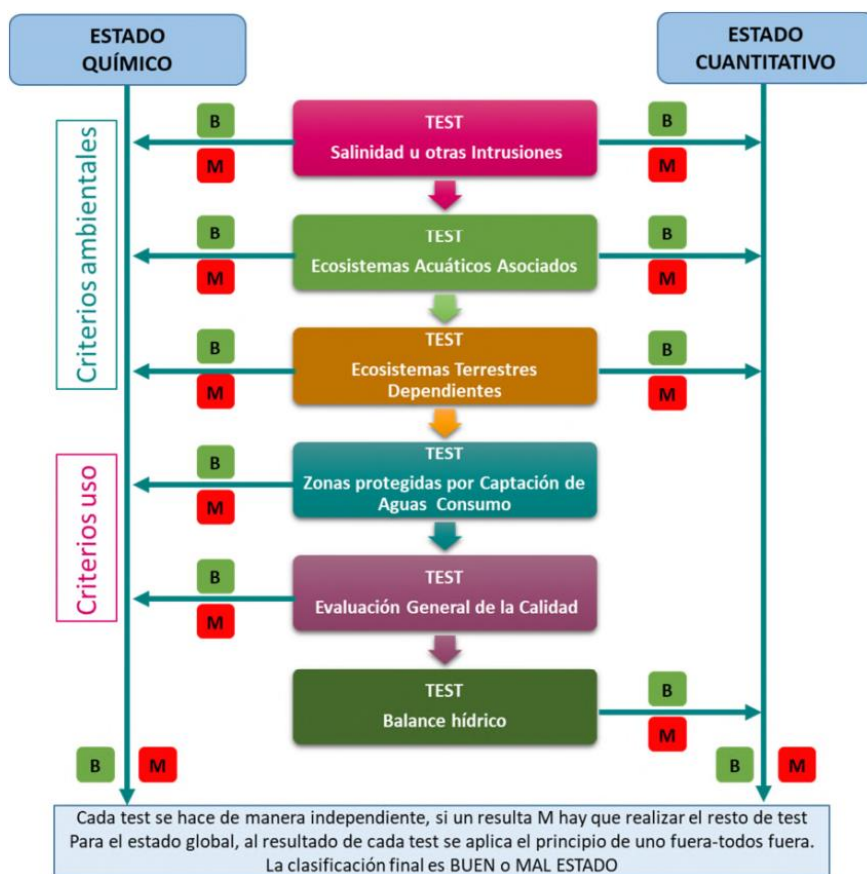 ESTADO
QUÍMICO
ESTADO
CUANTITATIVO
Criterios ambientales
Criterios uso
B
M
TEST
Salinidad u otras Intrusiones
B
M
B
M
TEST
Ecosistemas Acuáticos Asociados
B
M
B
M
TEST
Ecosistemas Terrestres
Dependientes
B
M
B
M
TEST
Zonas protegidas por Captación de
Aguas Consumo
B
M
TEST
Evaluación General de la Calidad
TEST
Balance hídrico
B
M
B M
B M
Cada test se hace de manera independiente, si un resulta M hay que realizar el resto de test
Para el estado global, al resultado de cada test se aplica el principio de uno fuera-todos fuera.
La clasificación final es BUEN o MAL ESTADO